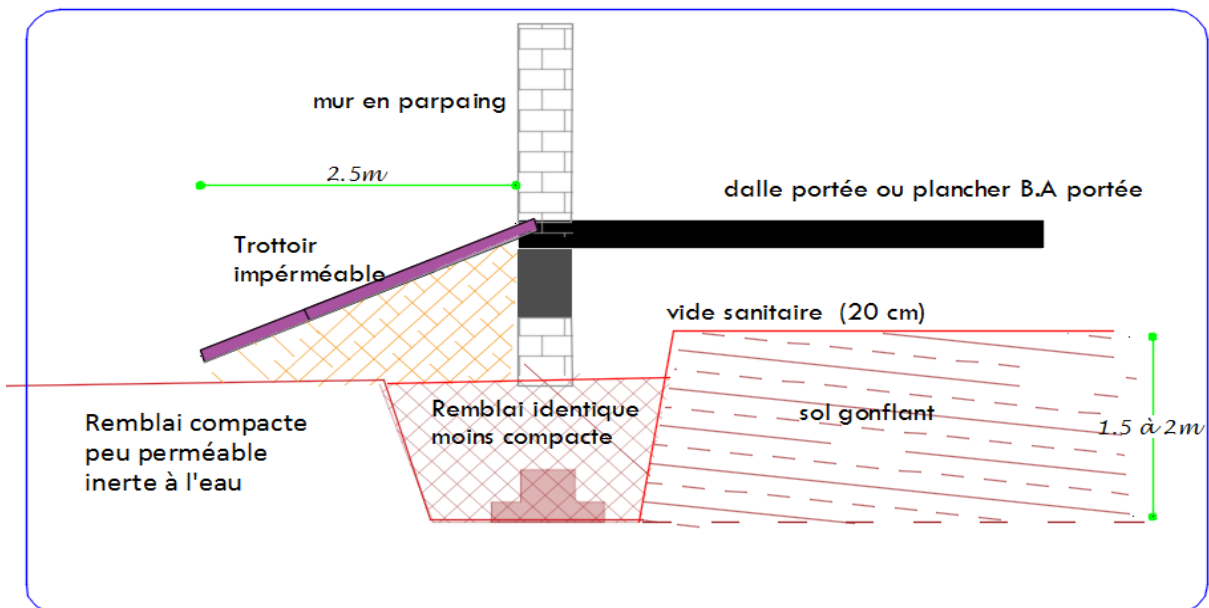 mur en parpaing
2.5m
dalle portée ou plancher B.A portée
Trottoir
impérméable
vide sanitaire (20 cm)
Remblai compacte
peu perméable
inerte à l'eau
Remblai identique
moins compacte
sol gonflant
1.5 à 2m